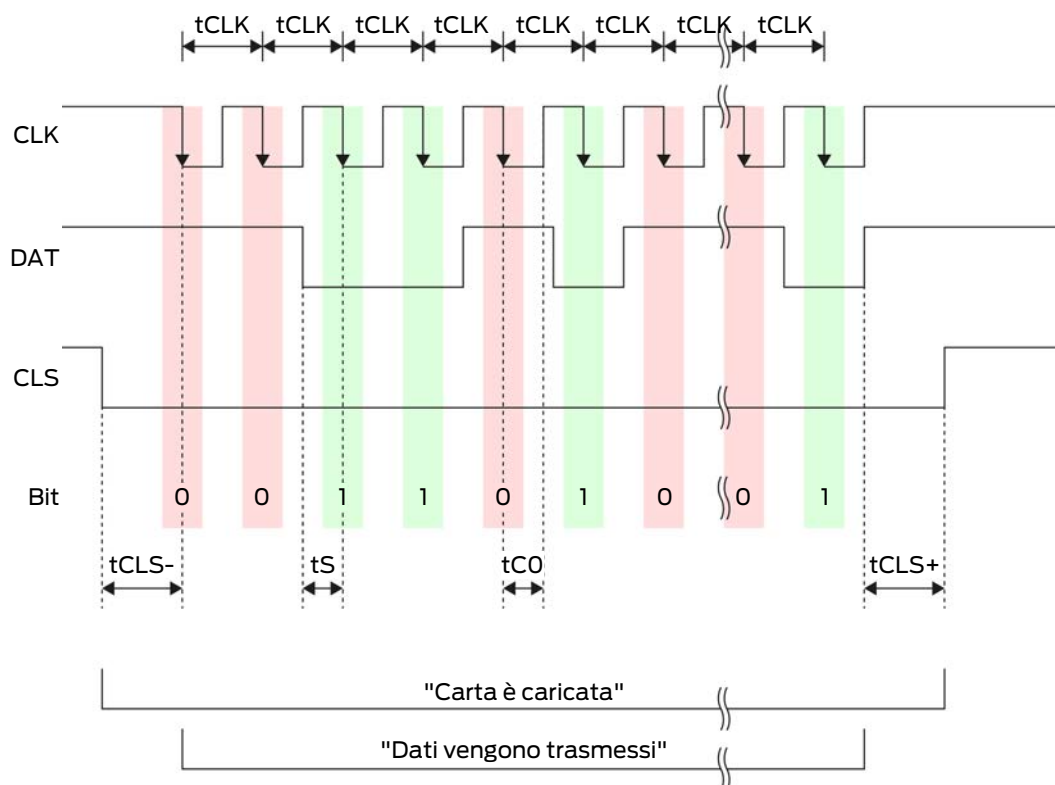 tCLK tCLK tCLK tCLK tCLK tCLK tCLK tCLK
CLK
DAT
CLS
Bit 0 0 1 1 0 1 0 0 1
tCLS- tS tC0 tCLS+
"Carta è caricata"
"Dati vengono trasmessi"